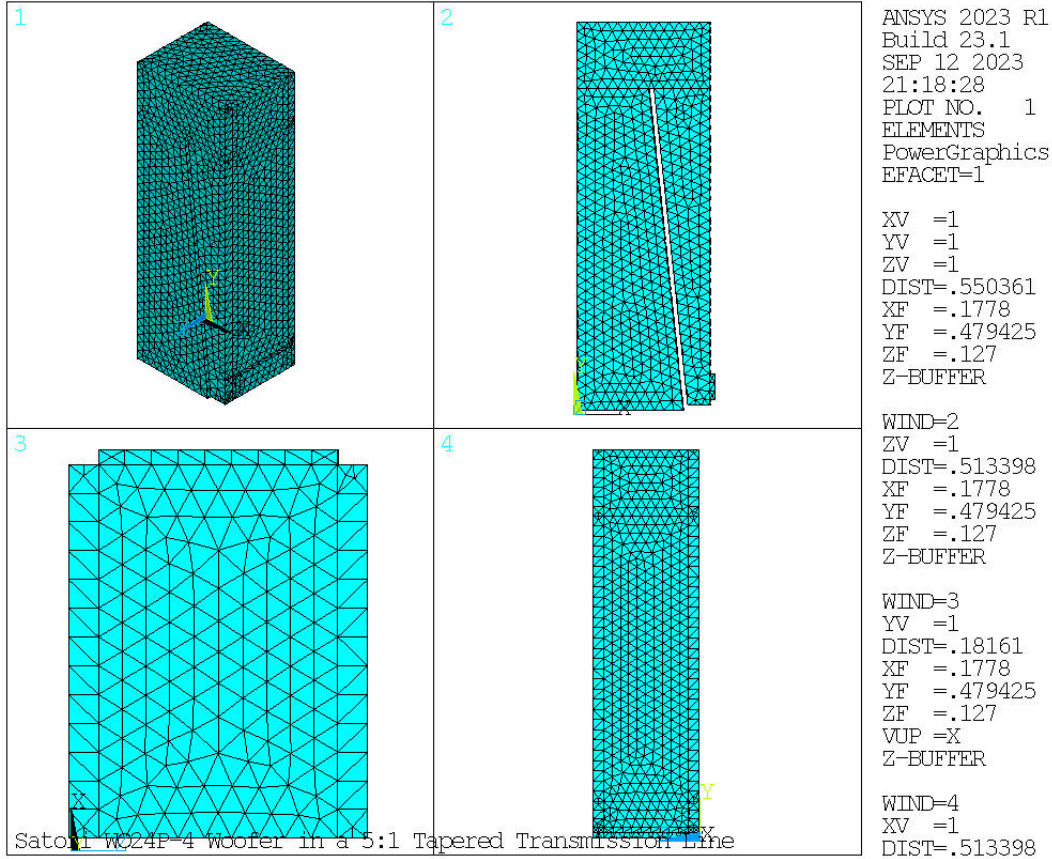 1
2
3
4
Y
X
X
X
Y
X
Satori WO24P-4 Woofer in a 5:1 Tapered Transmission Line
ANSYS 2023 R1
Build 23.1
SEP 12 2023
21:18:28
PLOT NO.   1
ELEMENTS
PowerGraphics
EFACET=1
XV  =1
YV  =1
ZV  =1
DIST=.550361
XF  =.1778
YF  =.479425
ZF  =.127
Z-BUFFER
WIND=2
ZV  =1
DIST=.513398
XF  =.1778
YF  =.479425
ZF  =.127
Z-BUFFER
WIND=3
YV  =1
DIST=.18161
XF  =.1778
YF  =.479425
ZF  =.127
VUP =X
Z-BUFFER
WIND=4
XV  =1
DIST=.513398